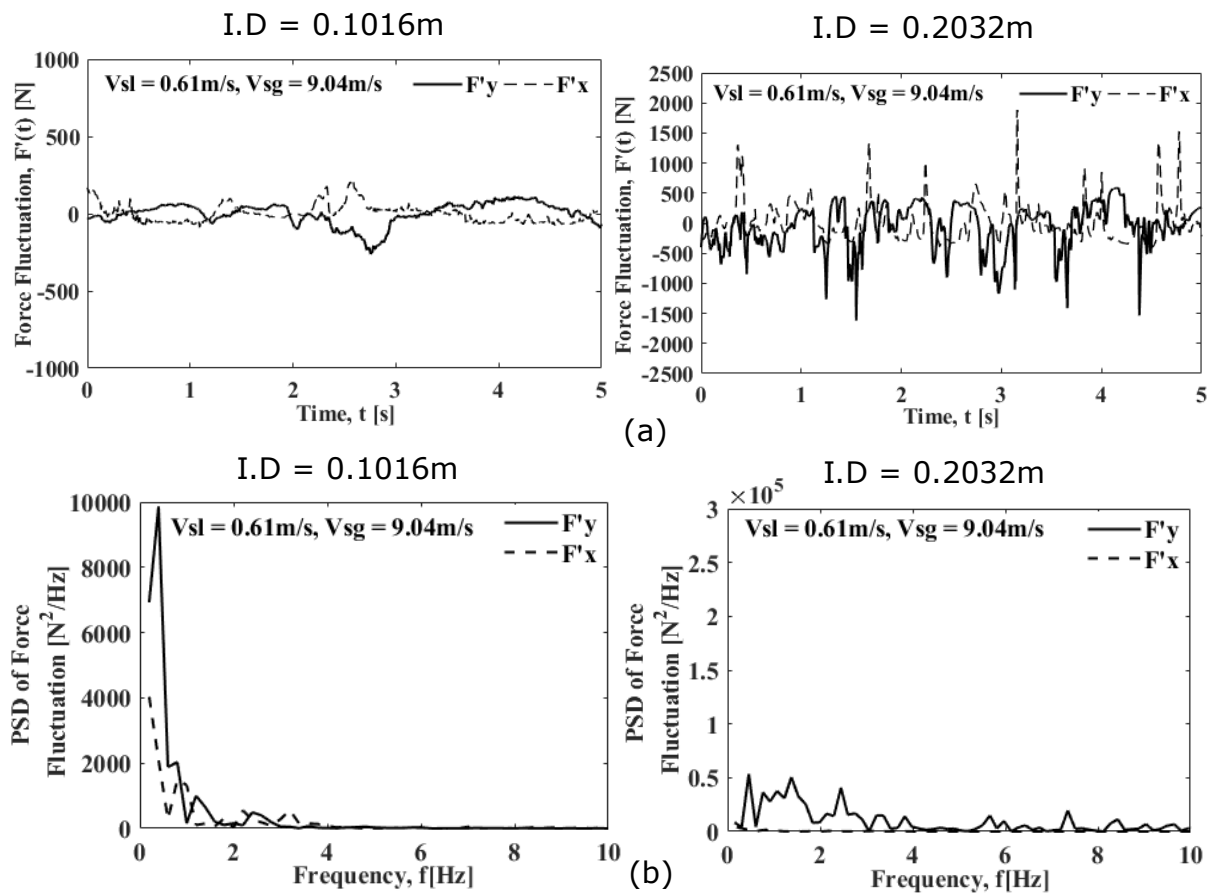 I.D = 0.1016m
Force Fluctuation, F'(t) [N]
1000
500
0
-500
-1000
Vsl = 0.61m/s, Vsg = 9.04m/s
F'y
F'x
0 1 2 3 4 5
Time, t [s]
I.D = 0.2032m
Force Fluctuation, F'(t) [N]
2500
2000
1500
1000
500
0
-500
-1000
-1500
-2000
-2500
Vsl = 0.61m/s, Vsg = 9.04m/s
F'y
F'x
0 1 2 3 4 5
Time, t [s]
(a)
I.D = 0.1016m
PSD of Force
Fluctuation [N²/Hz]
10000
8000
6000
4000
2000
0
Vsl = 0.61m/s, Vsg = 9.04m/s
F'y
F'x
0 2 4 6 8 10
Frequency, f[Hz]
I.D = 0.2032m
×10⁵
PSD of Force
Fluctuation [N²/Hz]
3
2.5
2
1.5
1
0.5
0
Vsl = 0.61m/s, Vsg = 9.04m/s
F'y
F'x
0 2 4 6 8 10
Frequency, f[Hz]
(b)